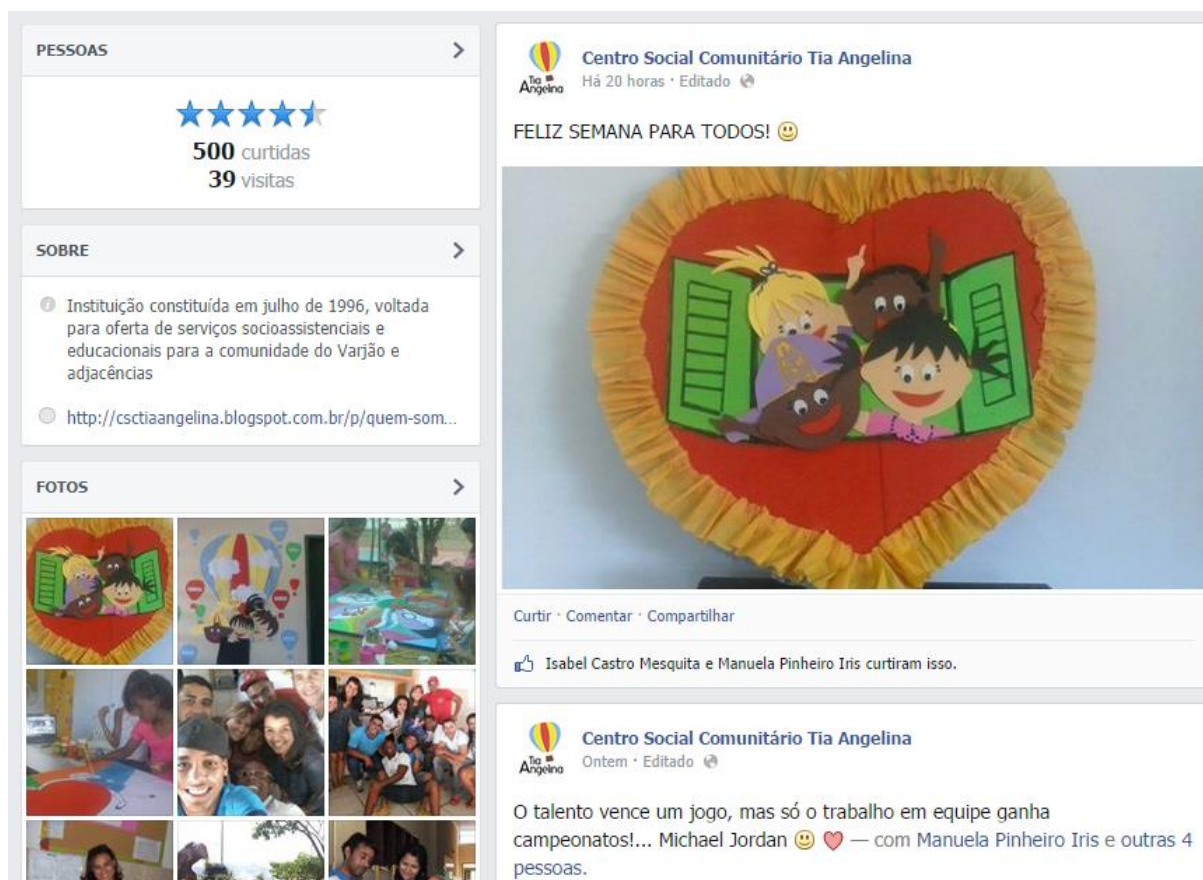 PESSOAS
500 curtidas
39 visitas
SOBRE
Instituição constituída em julho de 1996, voltada
para oferta de serviços socioassistenciais e
educacionais para a comunidade do Varjão e
adjacências
http://csctiaangelina.blogspot.com.br/p/quem-som...
FOTOS
Tia
Angelina
Centro Social Comunitário Tia Angelina
Há 20 horas · Editado
FELIZ SEMANA PARA TODOS!
Curtir · Comentar · Compartilhar
Isabel Castro Mesquita e Manuela Pinheiro Iris curtiram isso.
Tia
Angelina
Centro Social Comunitário Tia Angelina
Ontem · Editado
O talento vence um jogo, mas só o trabalho em equipe ganha
campeonatos!... Michael Jordan — com Manuela Pinheiro Iris e outras 4
pessoas.